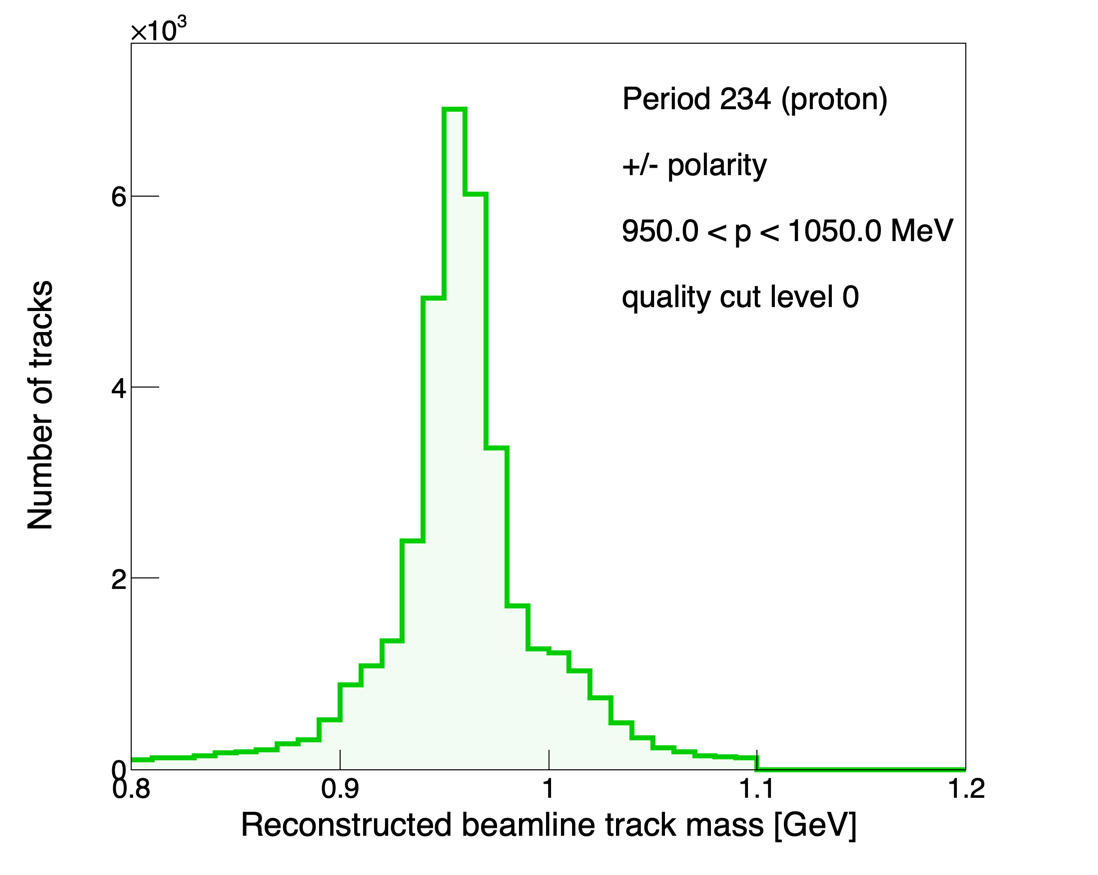 ×10³
Period 234 (proton)
+/- polarity
950.0 < p < 1050.0 MeV
quality cut level 0
6
4
2
0
Number of tracks
0.8 0.9 1 1.1 1.2
Reconstructed beamline track mass [GeV]